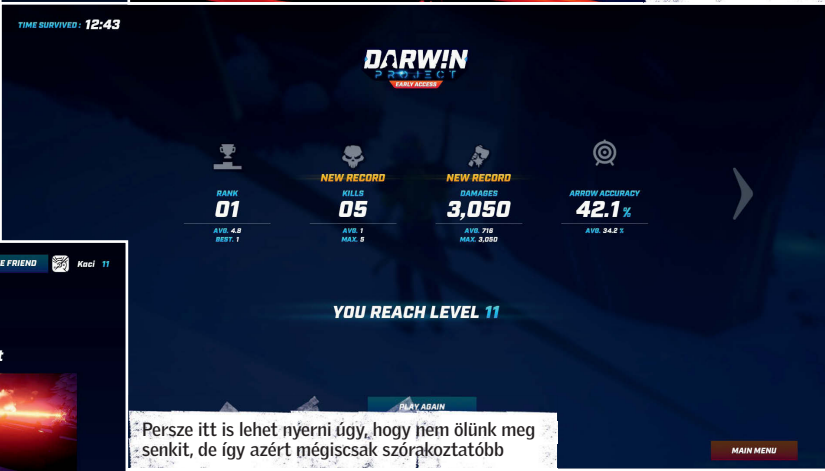 TIME SURVIVED: 12:43
DARW!N
PROJECT
EARLY ACCESS
NEW RECORD
NEW RECORD
RANK
KILLS
DAMAGES
ARROW ACCURACY
01
05
3,050
42.1 %
AVG. 4.8
AVG. 1
AVG. 716
AVG. 34.2 %
BEST. 1
MAX. 5
MAX. 3,050
E FRIEND
Kaci 11
YOU REACH LEVEL 11
t
PLAY AGAIN
Persze itt is lehet nyerni úgy, hogy nem ölünk meg
senkit, de így azért mégiscsak szórakoztatóbb
MAIN MENU